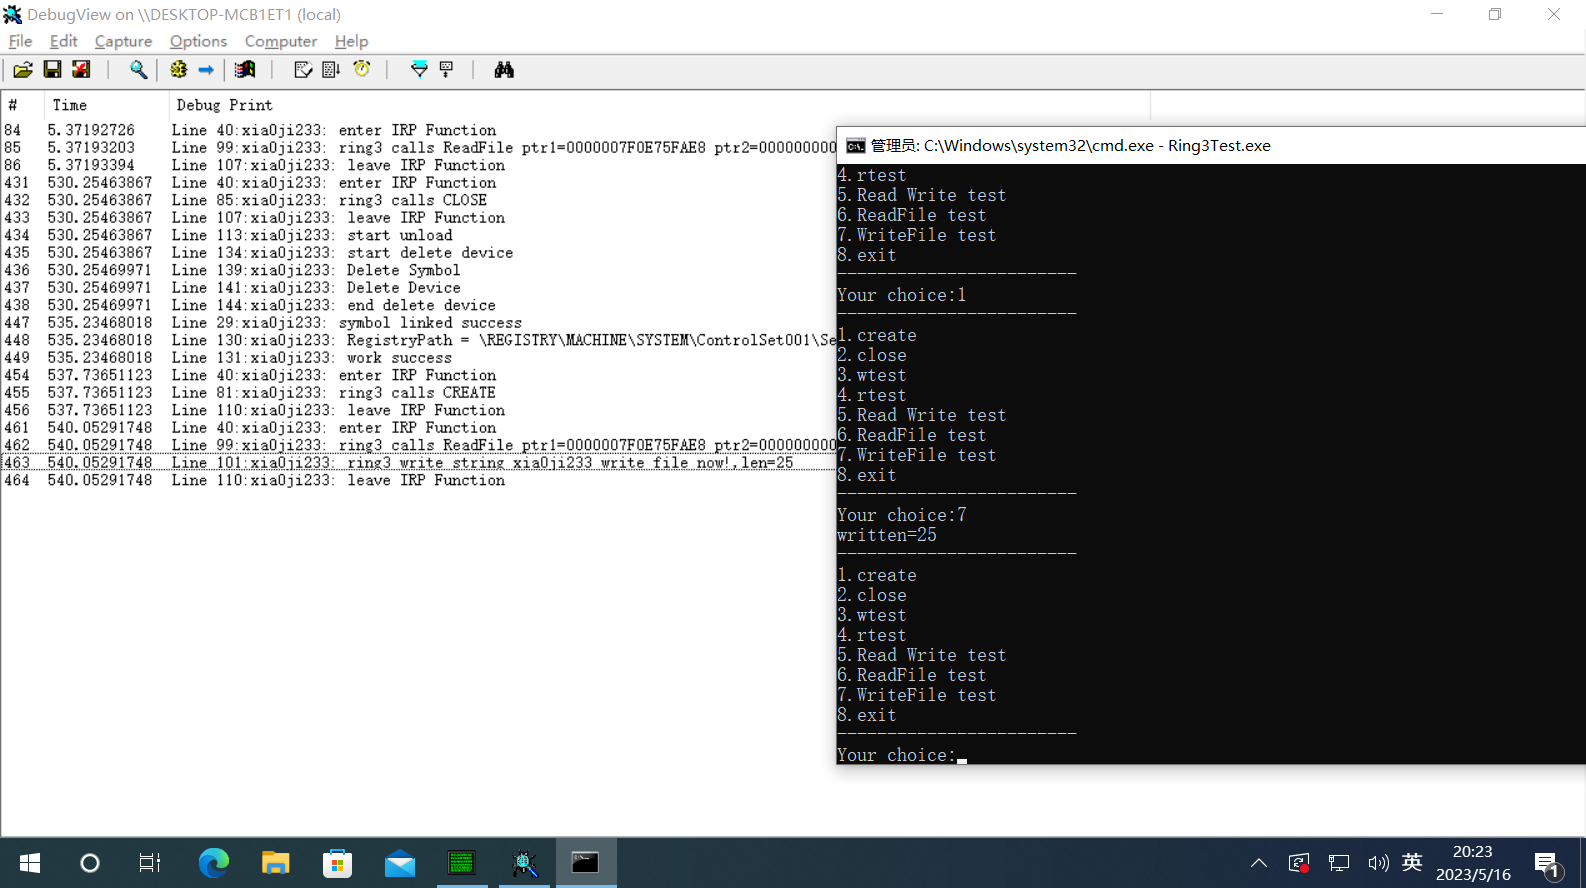 DebugView on \\DESKTOP-MCB1ET1 (local)
File Edit Capture Options Computer Help
# Time Debug Print
84 5.37192726 Line 40:xia0ji233: enter IRP Function
85 5.37193203 Line 99:xia0ji233: ring3 calls ReadFile ptr1=0000007F0E75FAE8 ptr2=000000000
86 5.37193394 Line 107:xia0ji233: leave IRP Function
431 530.25463867 Line 40:xia0ji233: enter IRP Function
432 530.25463867 Line 85:xia0ji233: ring3 calls CLOSE
433 530.25463867 Line 107:xia0ji233: leave IRP Function
434 530.25463867 Line 113:xia0ji233: start unload
435 530.25463867 Line 134:xia0ji233: start delete device
436 530.25469971 Line 139:xia0ji233: Delete Symbol
437 530.25469971 Line 141:xia0ji233: Delete Device
438 530.25469971 Line 144:xia0ji233: end delete device
447 535.23468018 Line 29:xia0ji233: symbol linked success
448 535.23468018 Line 130:xia0ji233: RegistryPath = \REGISTRY\MACHINE\SYSTEM\ControlSet001\Se
449 535.23468018 Line 131:xia0ji233: work success
454 537.73651123 Line 40:xia0ji233: enter IRP Function
455 537.73651123 Line 81:xia0ji233: ring3 calls CREATE
456 537.73651123 Line 110:xia0ji233: leave IRP Function
461 540.05291748 Line 40:xia0ji233: enter IRP Function
462 540.05291748 Line 99:xia0ji233: ring3 calls ReadFile ptr1=0000007F0E75FAE8 ptr2=000000000
463 540.05291748 Line 101:xia0ji233: ring3 write string xia0ji233 write file now!,len=25
464 540.05291748 Line 110:xia0ji233: leave IRP Function
管理员: C:\Windows\system32\cmd.exe - Ring3Test.exe
4.rtest
5.Read Write test
6.ReadFile test
7.WriteFile test
8.exit
------------------------
Your choice:1
------------------------
1.create
2.close
3.wtest
4.rtest
5.Read Write test
6.ReadFile test
7.WriteFile test
8.exit
------------------------
Your choice:7
written=25
------------------------
1.create
2.close
3.wtest
4.rtest
5.Read Write test
6.ReadFile test
7.WriteFile test
8.exit
------------------------
Your choice:
英
20:23
2023/5/16
1